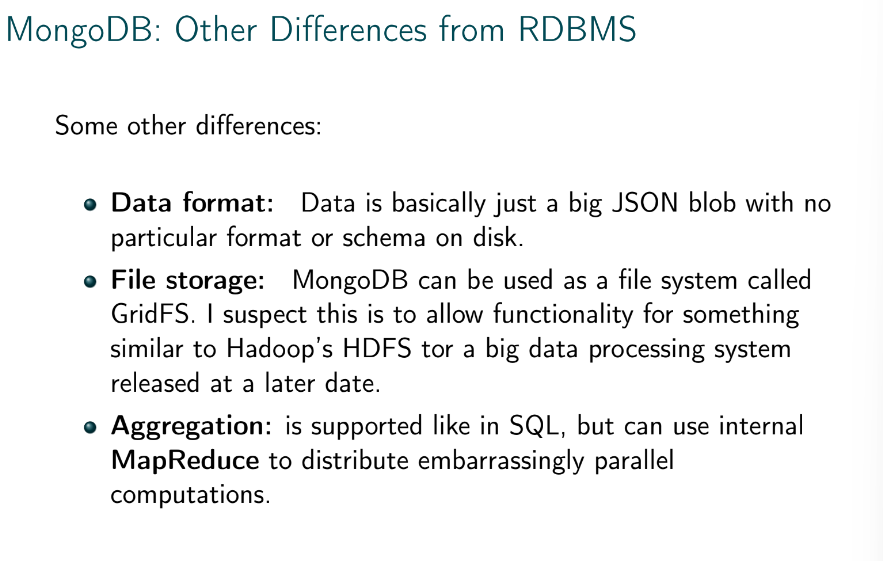 MongoDB: Other Differences from RDBMS
Some other differences:
Data format: Data is basically just a big JSON blob with no
particular format or schema on disk.
File storage: MongoDB can be used as a file system called
GridFS. I suspect this is to allow functionality for something
similar to Hadoop's HDFS tor a big data processing system
released at a later date.
Aggregation: is supported like in SQL, but can use internal
MapReduce to distribute embarrassingly parallel
computations.